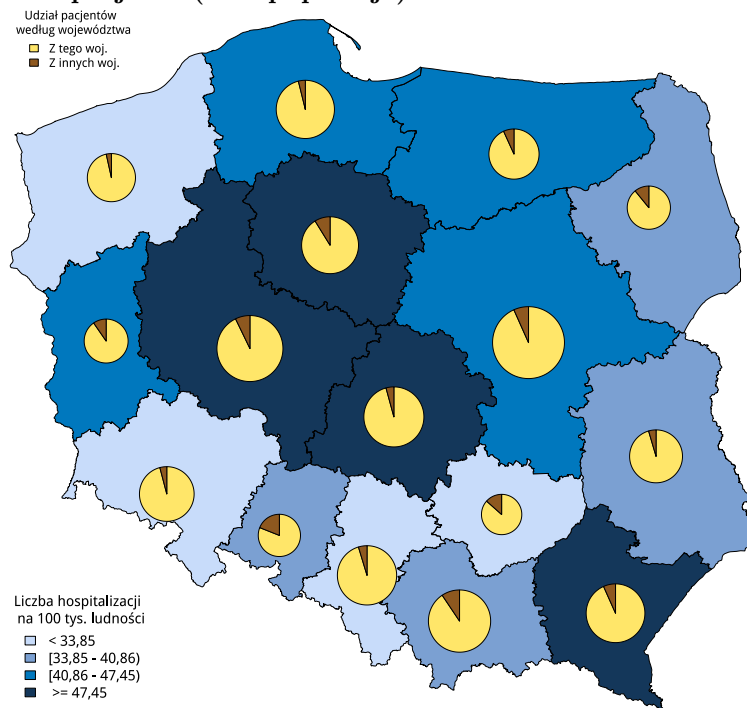 Udział pacjentów
według województwa
Z tego woj.
Z innych woj.
Liczba hospitalizacji
na 100 tys. ludności
< 33,85
[33,85 - 40,86)
[40,86 - 47,45)
>= 47,45